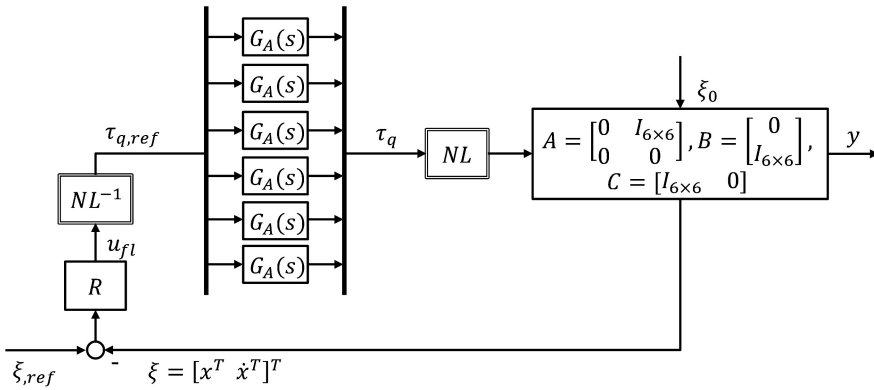 G_A(s)
G_A(s)
G_A(s)
G_A(s)
G_A(s)
G_A(s)
τ_{q,ref}
τ_q
NL
NL^{-1}
u_{fl}
R
ξ_0
A = [0 I_{6×6}; 0 0], B = [0; I_{6×6}],
C = [I_{6×6} 0]
y
ξ_{,ref}
-
ξ = [x^T ẋ^T]^T